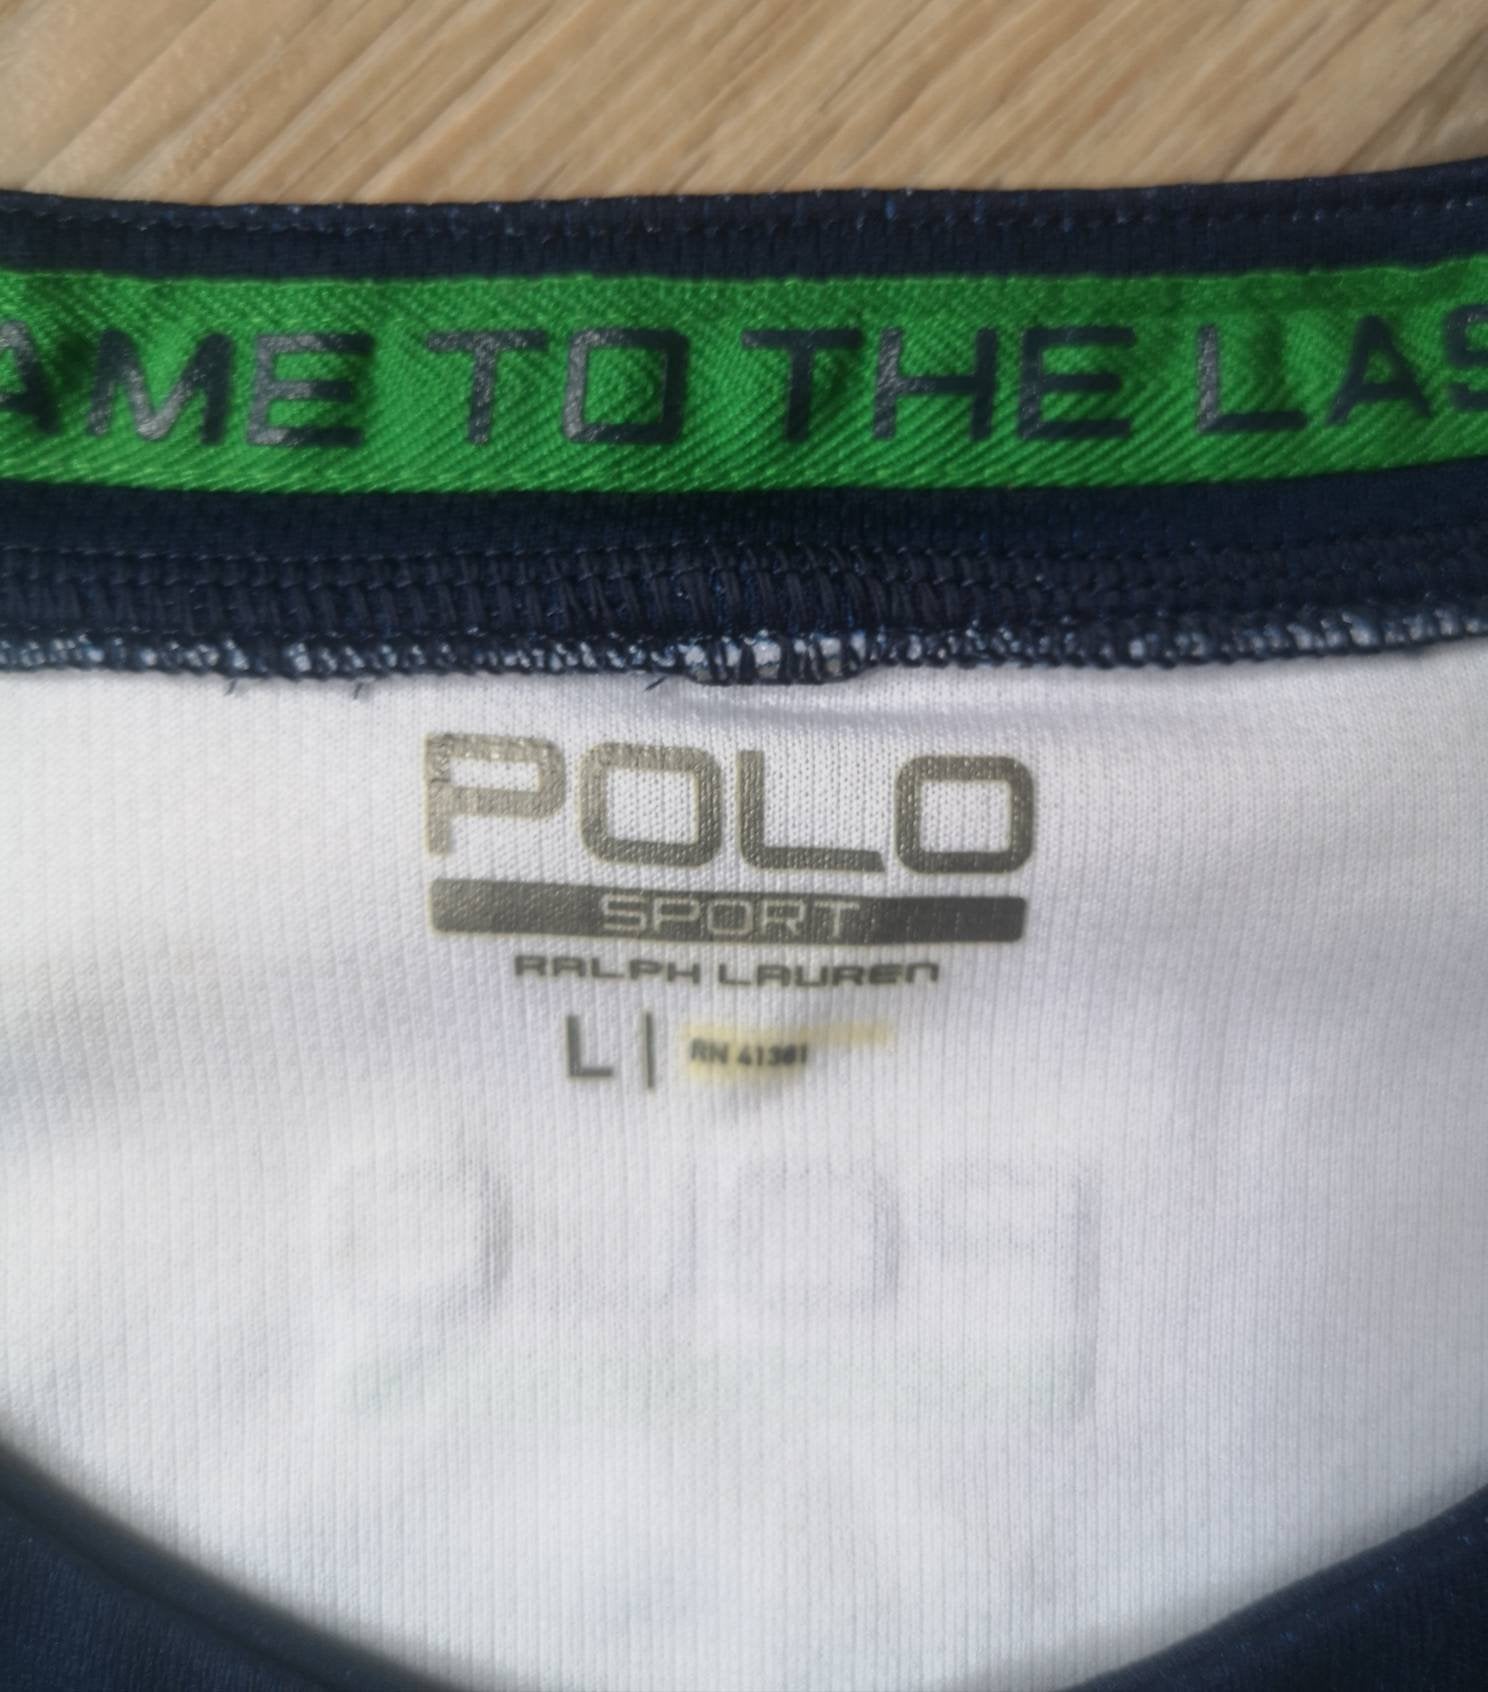 AME TO THE LAS
POLO
SPORT
RALPH LAUREN
L | RN 41381